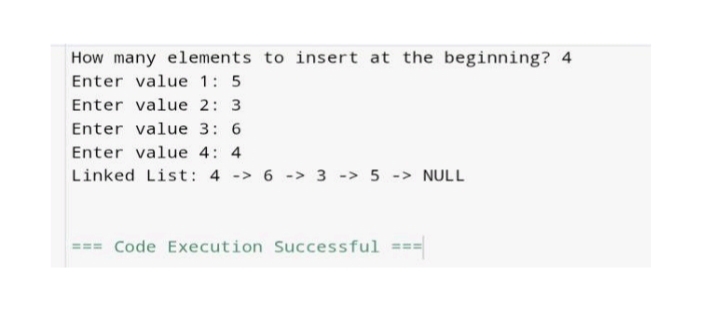 How many elements to insert at the beginning? 4
Enter value 1: 5
Enter value 2: 3
Enter value 3: 6
Enter value 4: 4
Linked List: 4 -> 6 -> 3 -> 5 -> NULL
=== Code Execution Successful ===